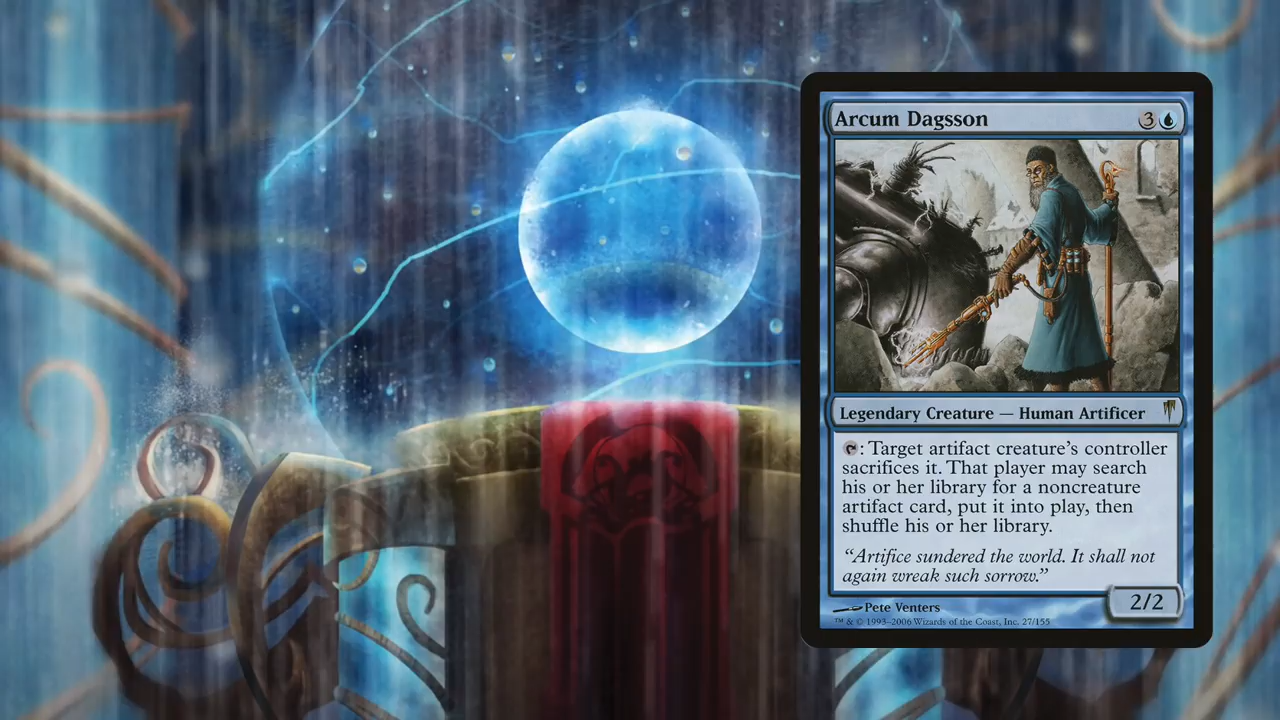 Arcum Dagsson 3
Legendary Creature — Human Artificer
: Target artifact creature's controller
sacrifices it. That player may search
his or her library for a noncreature
artifact card, put it into play, then
shuffle his or her library.
“Artifice sundered the world. It shall not
again wreak such sorrow.”
2/2
Pete Venters
™ & © 1993–2006 Wizards of the Coast, Inc. 27/155